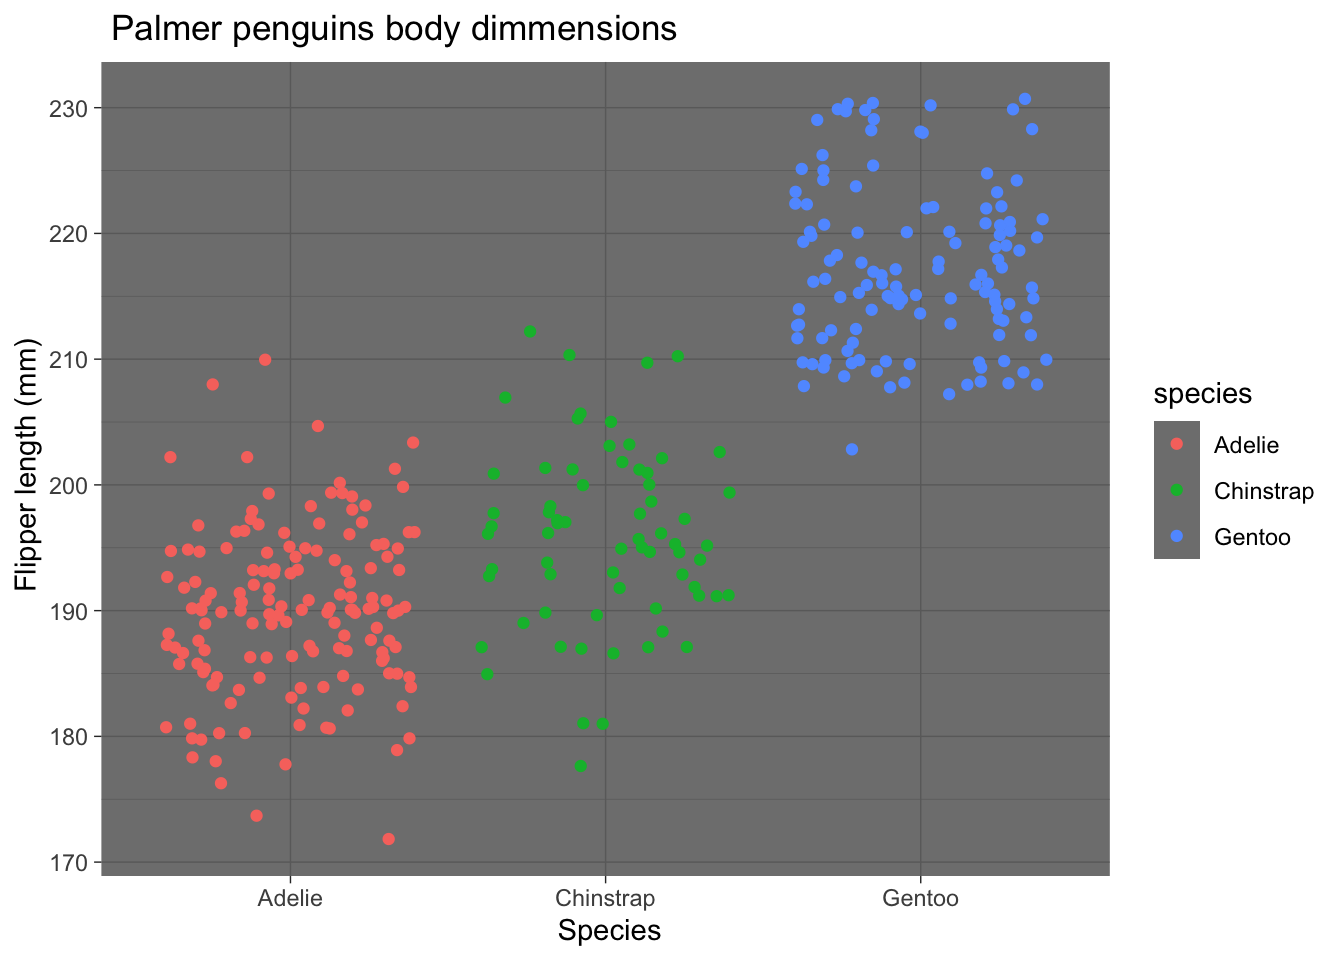 Palmer penguins body dimmensions
230
220
210
200
190
180
170
Flipper length (mm)
Adelie
Chinstrap
Gentoo
Species
species
Adelie
Chinstrap
Gentoo